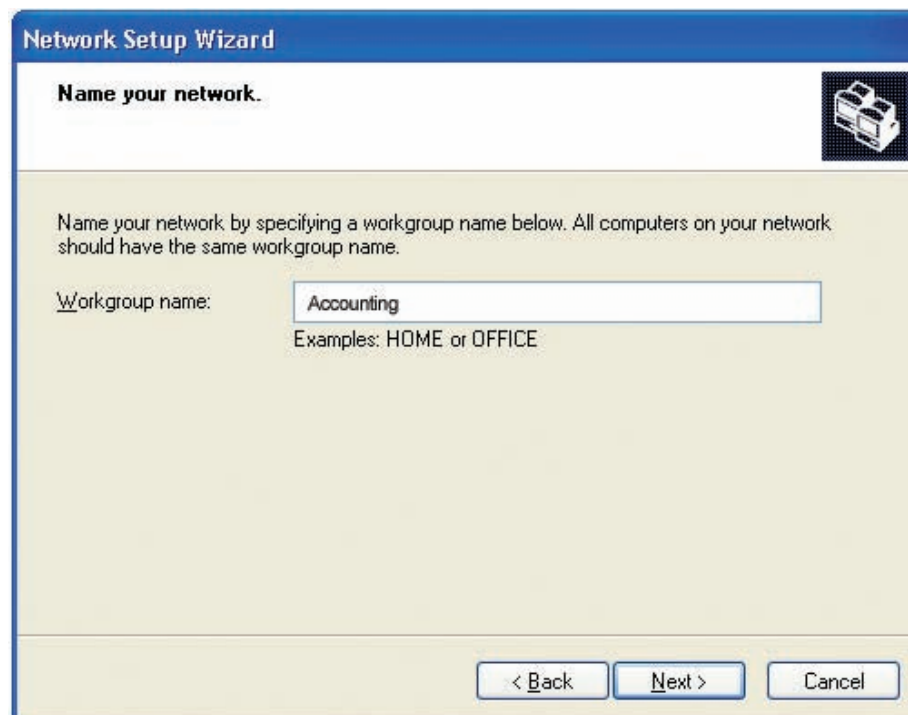 Network Setup Wizard
Name your network.
Name your network by specifying a workgroup name below. All computers on your network
should have the same workgroup name.
Workgroup name:
Accounting
Examples: HOME or OFFICE
< Back
Next >
Cancel